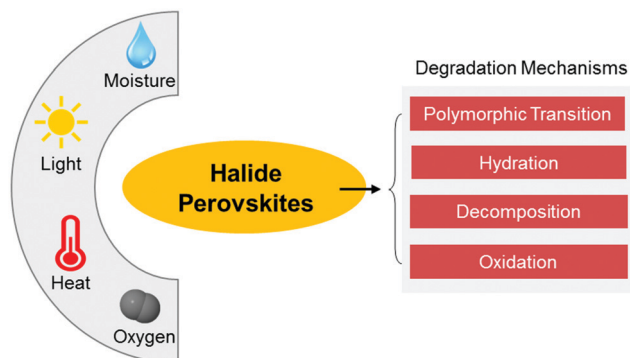 Moisture
Light
Heat
Oxygen
Halide
Perovskites
Degradation Mechanisms
Polymorphic Transition
Hydration
Decomposition
Oxidation